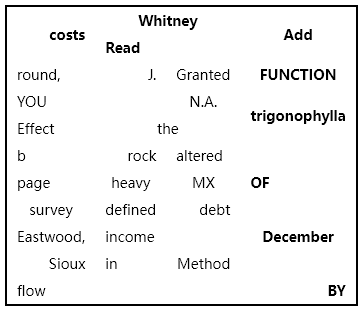 costs Whitney Add
Read
round, J. Granted FUNCTION
YOU N.A. trigonophylla
Effect the
b rock altered
page heavy MX OF
survey defined debt
Eastwood, income December
Sioux in Method
flow BY